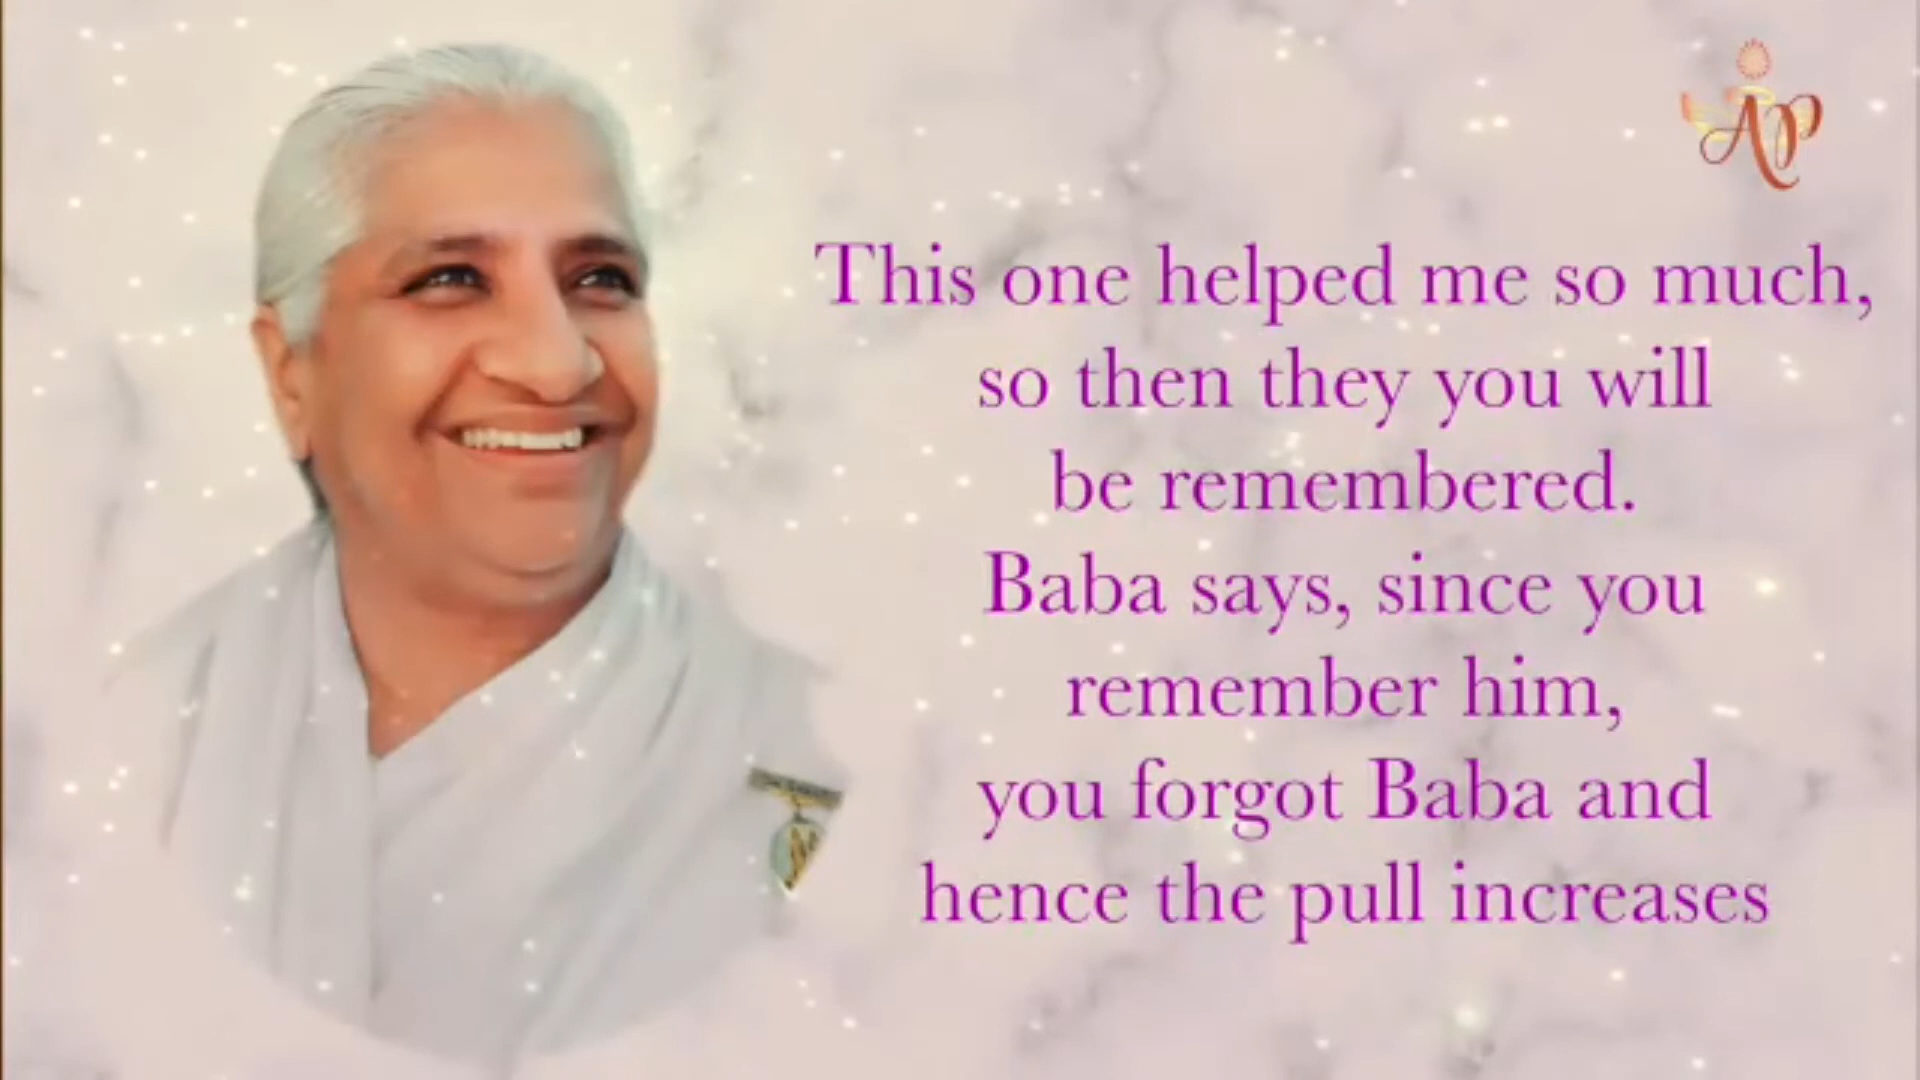 AP
This one helped me so much,
so then they you will
be remembered.
Baba says, since you
remember him,
you forgot Baba and
hence the pull increases